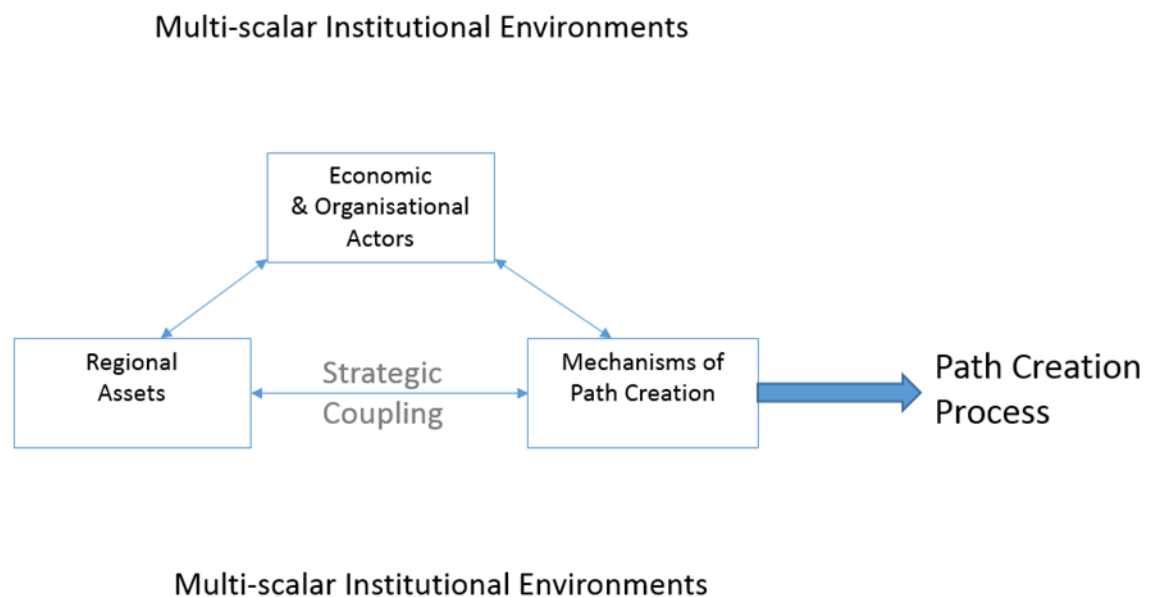 Multi-scalar Institutional Environments
Economic
& Organisational
Actors
Regional
Assets
Strategic
Coupling
Mechanisms of
Path Creation
Path Creation
Process
Multi-scalar Institutional Environments